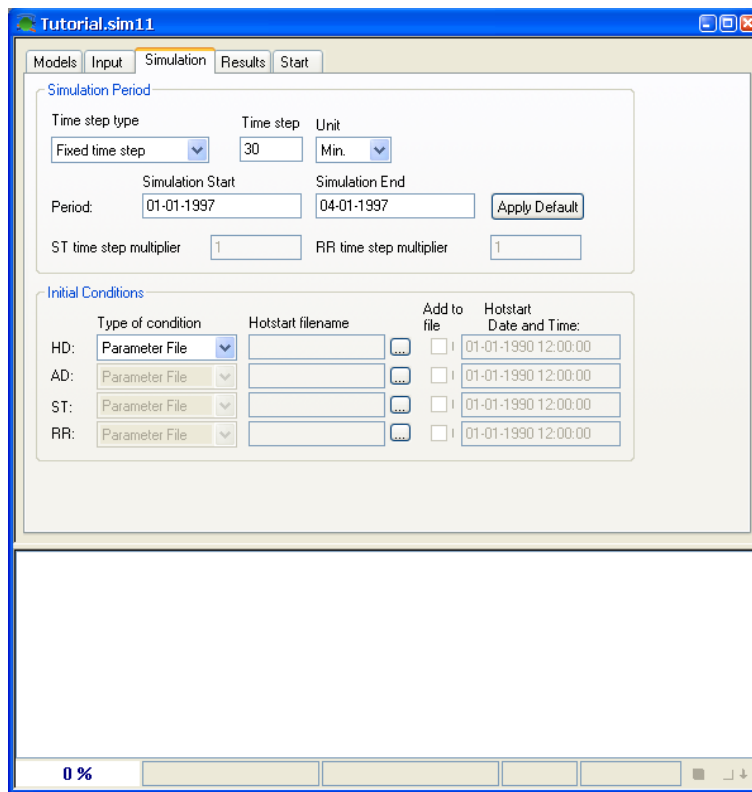 Tutorial.sim11
Models Input Simulation Results Start
Simulation Period
Time step type Time step Unit
Fixed time step 30 Min.
Simulation Start Simulation End
Period: 01-01-1997 04-01-1997 Apply Default
ST time step multiplier 1 RR time step multiplier 1
Initial Conditions
Add to Hotstart
Type of condition Hotstart filename file Date and Time:
HD: Parameter File ... 01-01-1990 12:00:00
AD: Parameter File ... 01-01-1990 12:00:00
ST: Parameter File ... 01-01-1990 12:00:00
RR: Parameter File ... 01-01-1990 12:00:00
0 %